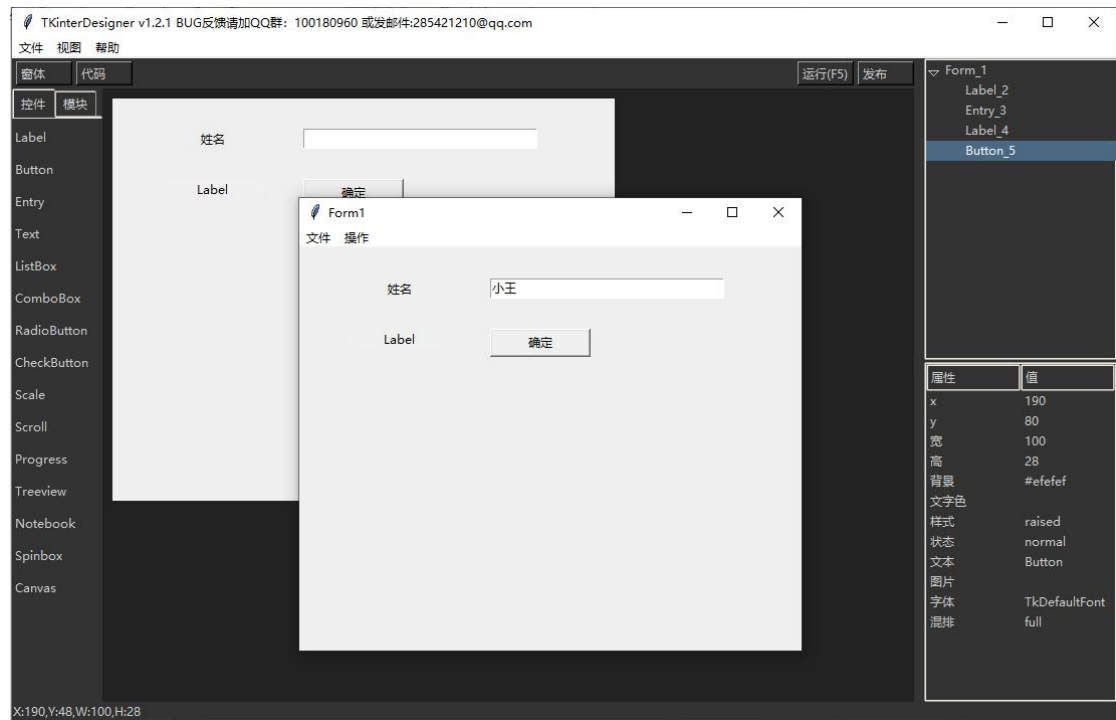 TKinterDesigner v1.2.1 BUG反馈请加QQ群：100180960 或发邮件:285421210@qq.com
文件 视图 帮助
窗体 代码 运行(F5) 发布
控件 模块
Label
Button
Entry
Text
ListBox
ComboBox
RadioButton
CheckButton
Scale
Scroll
Progress
Treeview
Notebook
Spinbox
Canvas
姓名
Label 确定
Form1
文件 操作
姓名 小王
Label 确定
Form_1
Label_2
Entry_3
Label_4
Button_5
属性 值
x 190
y 80
宽 100
高 28
背景 #efefef
文字色
样式 raised
状态 normal
文本 Button
图片
字体 TkDefaultFont
混排 full
X:190,Y:48,W:100,H:28